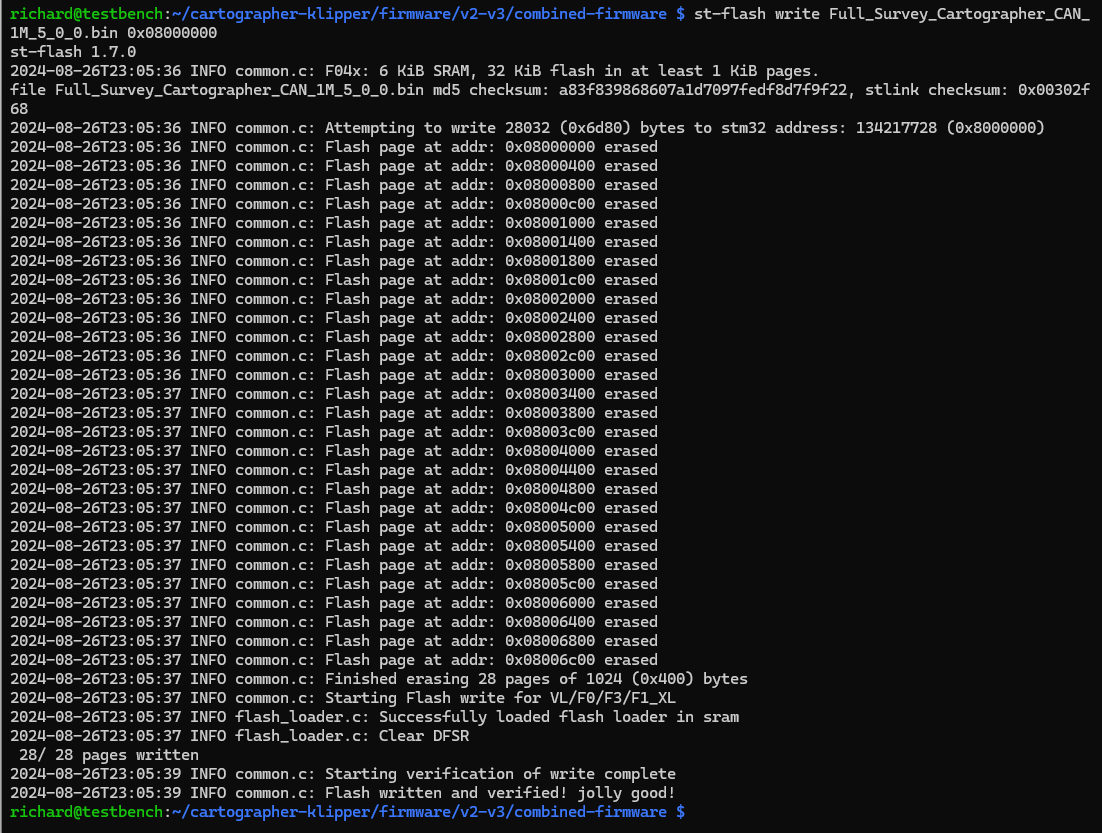 richard@testbench:~/cartographer-klipper/firmware/v2-v3/combined-firmware $ st-flash write Full_Survey_Cartographer_CAN_
1M_5_0_0.bin 0x08000000
st-flash 1.7.0
2024-08-26T23:05:36 INFO common.c: F04x: 6 KiB SRAM, 32 KiB flash in at least 1 KiB pages.
file Full_Survey_Cartographer_CAN_1M_5_0_0.bin md5 checksum: a83f839868607a1d7097fedf8d7f9f22, stlink checksum: 0x00302f
68
2024-08-26T23:05:36 INFO common.c: Attempting to write 28032 (0x6d80) bytes to stm32 address: 134217728 (0x8000000)
2024-08-26T23:05:36 INFO common.c: Flash page at addr: 0x08000000 erased
2024-08-26T23:05:36 INFO common.c: Flash page at addr: 0x08000400 erased
2024-08-26T23:05:36 INFO common.c: Flash page at addr: 0x08000800 erased
2024-08-26T23:05:36 INFO common.c: Flash page at addr: 0x08000c00 erased
2024-08-26T23:05:36 INFO common.c: Flash page at addr: 0x08001000 erased
2024-08-26T23:05:36 INFO common.c: Flash page at addr: 0x08001400 erased
2024-08-26T23:05:36 INFO common.c: Flash page at addr: 0x08001800 erased
2024-08-26T23:05:36 INFO common.c: Flash page at addr: 0x08001c00 erased
2024-08-26T23:05:36 INFO common.c: Flash page at addr: 0x08002000 erased
2024-08-26T23:05:36 INFO common.c: Flash page at addr: 0x08002400 erased
2024-08-26T23:05:36 INFO common.c: Flash page at addr: 0x08002800 erased
2024-08-26T23:05:36 INFO common.c: Flash page at addr: 0x08002c00 erased
2024-08-26T23:05:36 INFO common.c: Flash page at addr: 0x08003000 erased
2024-08-26T23:05:37 INFO common.c: Flash page at addr: 0x08003400 erased
2024-08-26T23:05:37 INFO common.c: Flash page at addr: 0x08003800 erased
2024-08-26T23:05:37 INFO common.c: Flash page at addr: 0x08003c00 erased
2024-08-26T23:05:37 INFO common.c: Flash page at addr: 0x08004000 erased
2024-08-26T23:05:37 INFO common.c: Flash page at addr: 0x08004400 erased
2024-08-26T23:05:37 INFO common.c: Flash page at addr: 0x08004800 erased
2024-08-26T23:05:37 INFO common.c: Flash page at addr: 0x08004c00 erased
2024-08-26T23:05:37 INFO common.c: Flash page at addr: 0x08005000 erased
2024-08-26T23:05:37 INFO common.c: Flash page at addr: 0x08005400 erased
2024-08-26T23:05:37 INFO common.c: Flash page at addr: 0x08005800 erased
2024-08-26T23:05:37 INFO common.c: Flash page at addr: 0x08005c00 erased
2024-08-26T23:05:37 INFO common.c: Flash page at addr: 0x08006000 erased
2024-08-26T23:05:37 INFO common.c: Flash page at addr: 0x08006400 erased
2024-08-26T23:05:37 INFO common.c: Flash page at addr: 0x08006800 erased
2024-08-26T23:05:37 INFO common.c: Flash page at addr: 0x08006c00 erased
2024-08-26T23:05:37 INFO common.c: Finished erasing 28 pages of 1024 (0x400) bytes
2024-08-26T23:05:37 INFO common.c: Starting Flash write for VL/F0/F3/F1_XL
2024-08-26T23:05:37 INFO flash_loader.c: Successfully loaded flash loader in sram
2024-08-26T23:05:37 INFO flash_loader.c: Clear DFSR
28/ 28 pages written
2024-08-26T23:05:39 INFO common.c: Starting verification of write complete
2024-08-26T23:05:39 INFO common.c: Flash written and verified! jolly good!
richard@testbench:~/cartographer-klipper/firmware/v2-v3/combined-firmware $